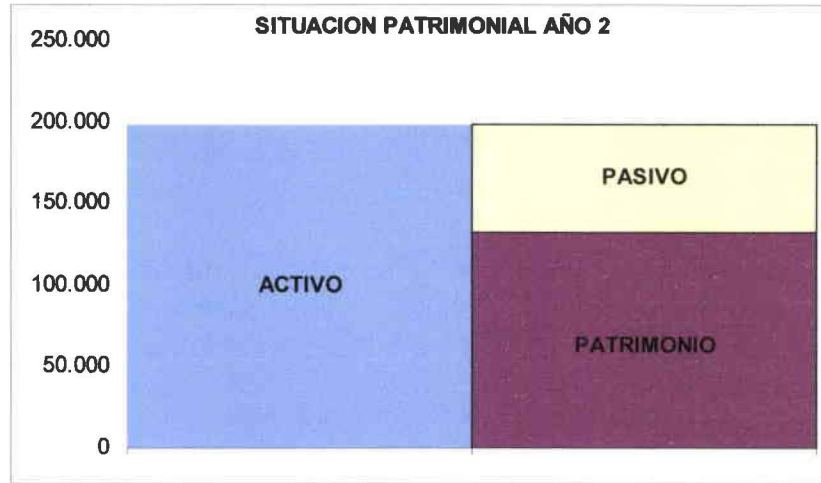 SITUACION PATRIMONIAL AÑO 2
250.000
200.000
150.000
100.000
50.000
0
ACTIVO
PASIVO
PATRIMONIO